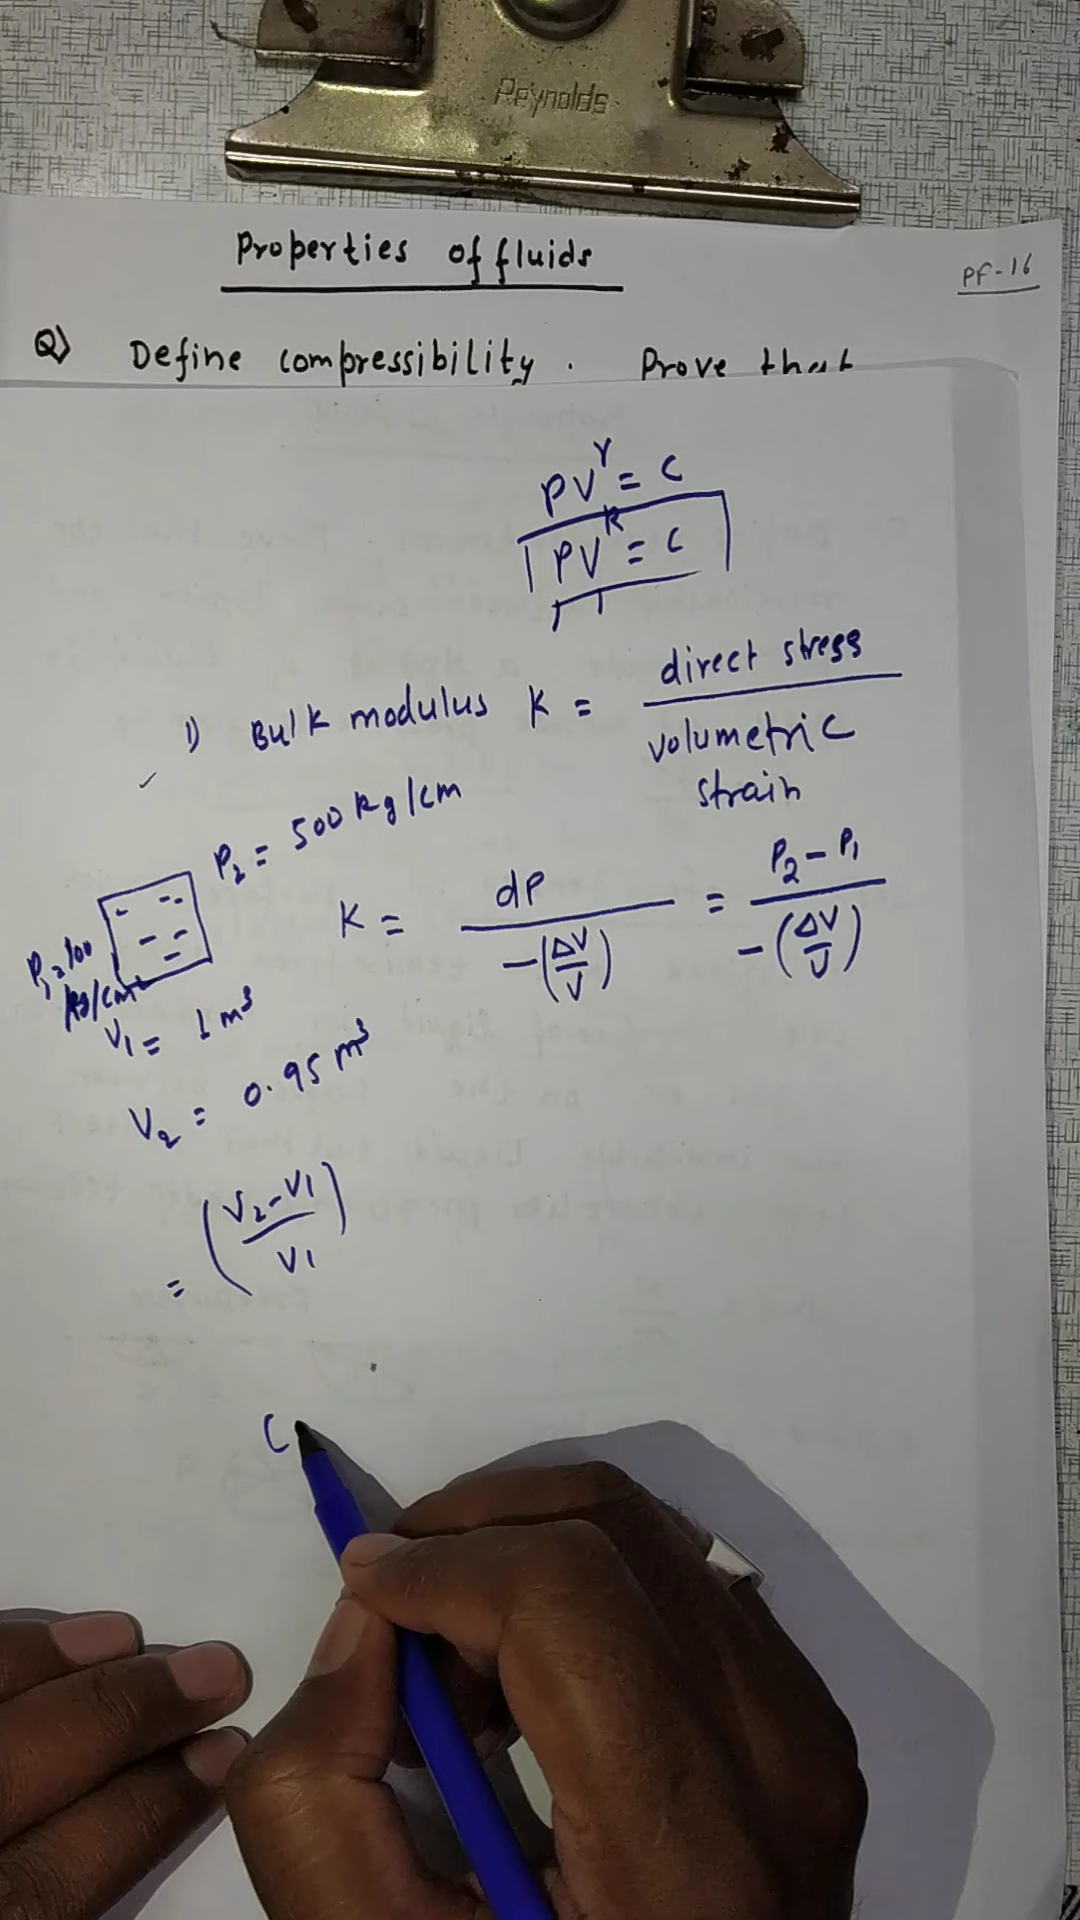 Reynolds
Properties of fluids
PF-16
Q) Define compressibility. Prove that
PV^γ = C
PV^K = C
1) Bulk modulus K = direct stress / volumetric strain
P₂ = 500 kg/cm
K = dP / -(ΔV/V) = P₂-P₁ / -(ΔV/V)
100
kg/cm²
V₁ = 1 m³
V₂ = 0.95 m³
= (V₂-V₁ / V₁)
(